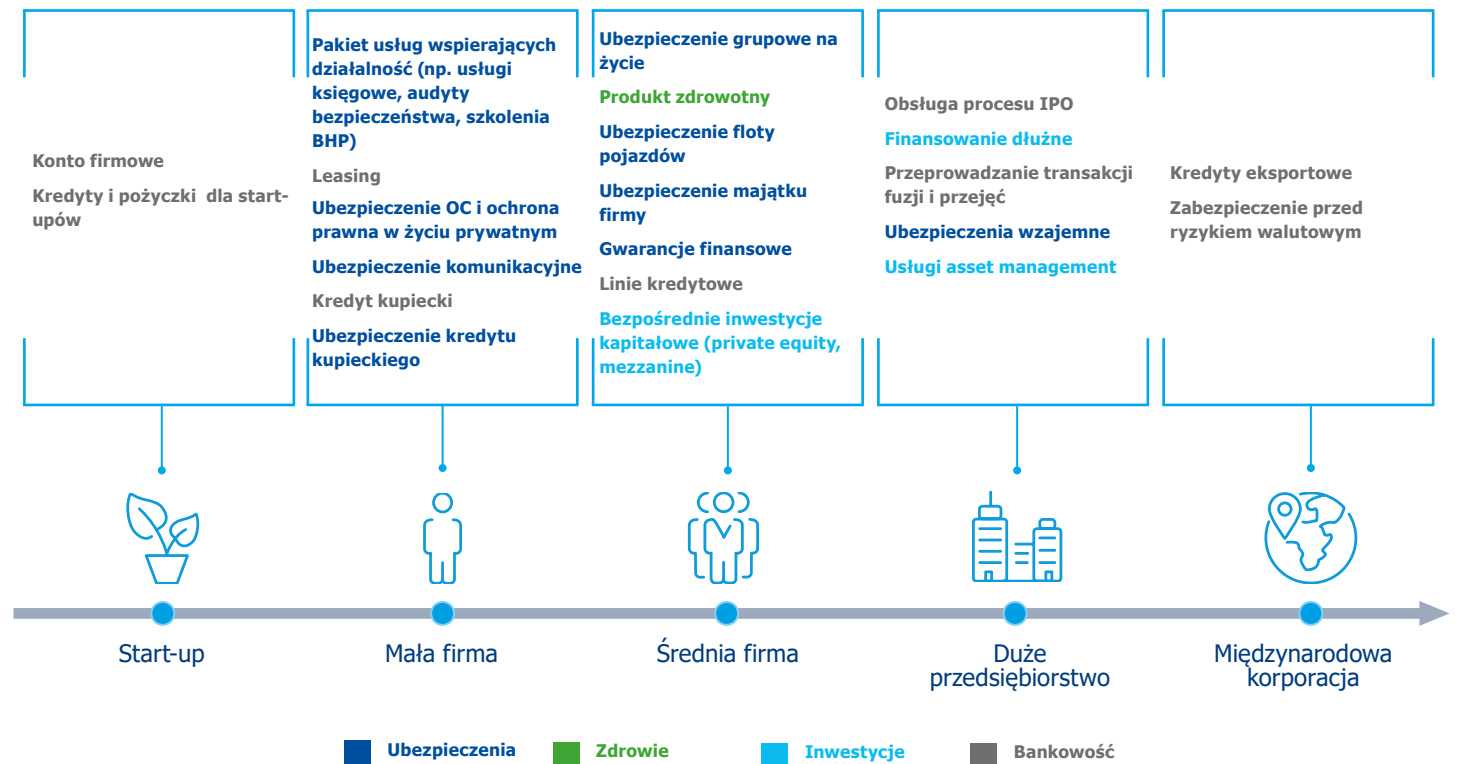 Konto firmowe
Kredyty i pożyczki  dla start-
upów
Pakiet usług wspierających
działalność (np. usługi
księgowe, audyty
bezpieczeństwa, szkolenia
BHP)
Leasing
Ubezpieczenie OC i ochrona
prawna w życiu prywatnym
Ubezpieczenie komunikacyjne
Kredyt kupiecki
Ubezpieczenie kredytu
kupieckiego
Ubezpieczenie grupowe na
życie
Produkt zdrowotny
Ubezpieczenie floty
pojazdów
Ubezpieczenie majątku
firmy
Gwarancje finansowe
Linie kredytowe
Bezpośrednie inwestycje
kapitałowe (private equity,
mezzanine)
Obsługa procesu IPO
Finansowanie dłużne
Przeprowadzanie transakcji
fuzji i przejęć
Ubezpieczenia wzajemne
Usługi asset management
Kredyty eksportowe
Zabezpieczenie przed
ryzykiem walutowym
Start-up
Mała firma
Średnia firma
Duże
przedsiębiorstwo
Międzynarodowa
korporacja
Ubezpieczenia
Zdrowie
Inwestycje
Bankowość